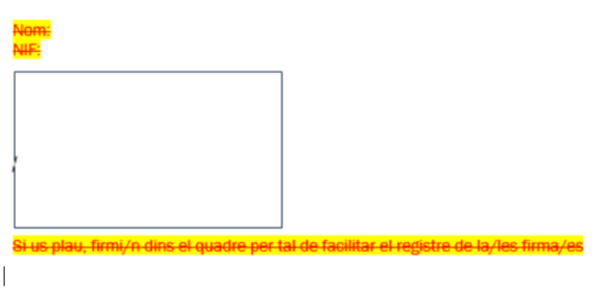 Nom:
NIF:
Si us plau, firmi/n dins el quadre per tal de facilitar el registre de la/les firma/es